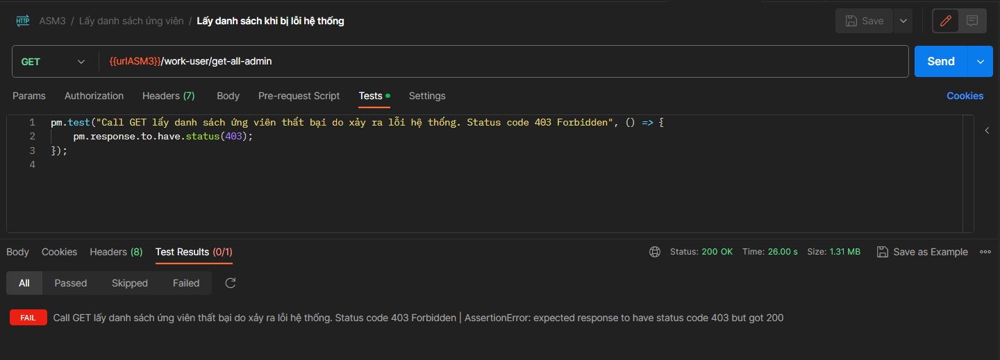 HTTP ASM3 / Lấy danh sách ứng viên / Lấy danh sách khi bị lỗi hệ thống Save
GET {{urlASM3}}/work-user/get-all-admin Send
Params Authorization Headers (7) Body Pre-request Script Tests Settings Cookies
1 pm.test("Call GET lấy danh sách ứng viên thất bại do xảy ra lỗi hệ thống. Status code 403 Forbidden", () => {
2 pm.response.to.have.status(403);
3 });
4
Body Cookies Headers (8) Test Results (0/1) Status: 200 OK Time: 26.00 s Size: 1.31 MB Save as Example
All Passed Skipped Failed
FAIL Call GET lấy danh sách ứng viên thất bại do xảy ra lỗi hệ thống. Status code 403 Forbidden | AssertionError: expected response to have status code 403 but got 200